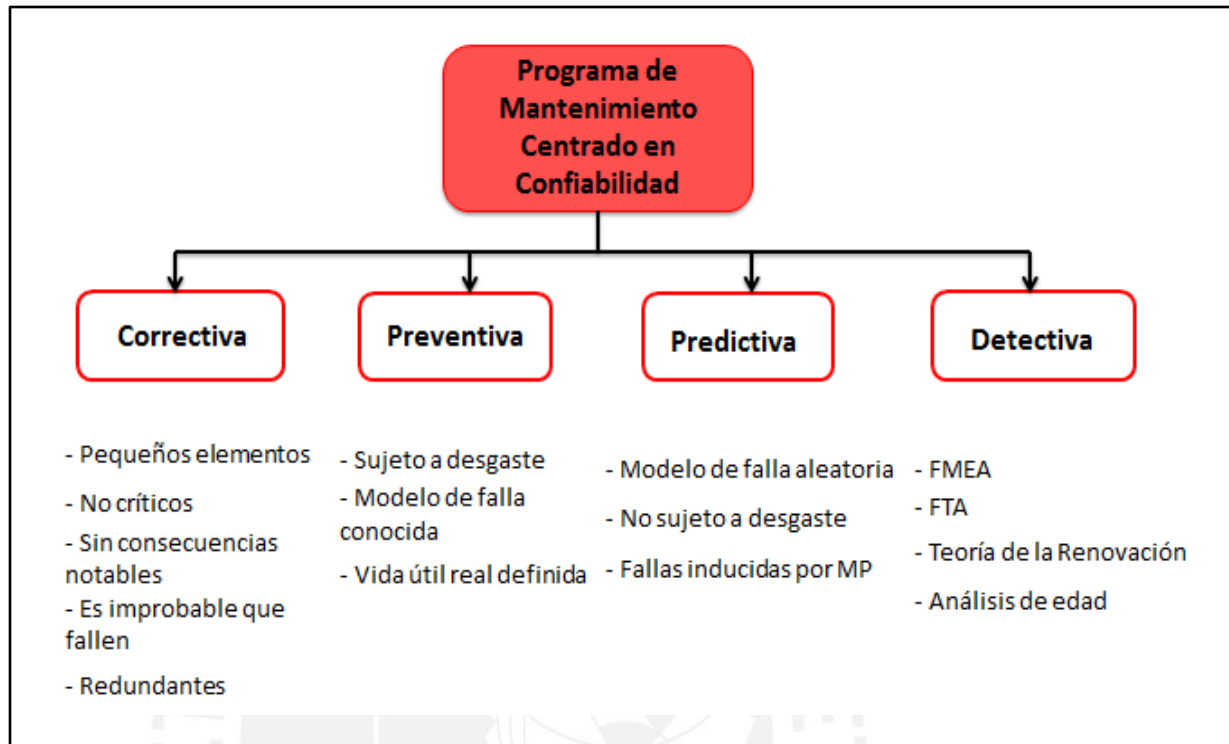 Programa de
Mantenimiento
Centrado en
Confiabilidad
Correctiva
Preventiva
Predictiva
Detectiva
- Pequeños elementos
- No críticos
- Sin consecuencias
notables
- Es improbable que
fallen
- Redundantes
- Sujeto a desgaste
- Modelo de falla
conocida
- Vida útil real definida
- Modelo de falla aleatoria
- No sujeto a desgaste
- Fallas inducidas por MP
- FMEA
- FTA
- Teoría de la Renovación
- Análisis de edad